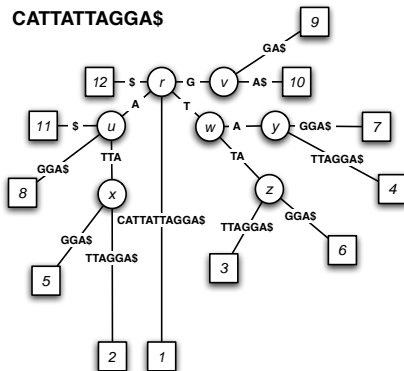 CATTATTAGGA$
9
GA$
12 $ r G v A$ 10
A T
11 $ u w A y GGA$ 7
GGA$ TTA TA TTAGGA$
8 x z 4
CATTATTAGGA$
GGA$ TTAGGA$ TTAGGA$ GGA$
5 3 6
2 1